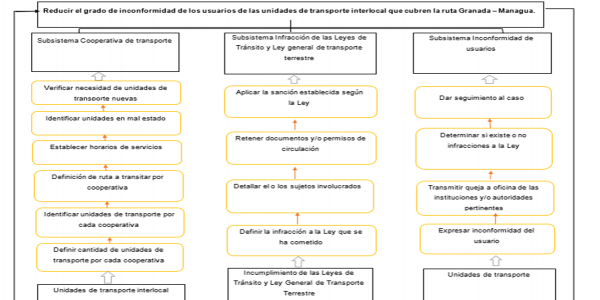 Reducir el grado de inconformidad de los usuarios de las unidades de transporte interlocal que cubren la ruta Granada – Managua.
Subsistema Cooperativa de transporte
Verificar necesidad de unidades de
transporte nuevas
Identificar unidades en mal estado
Establecer horarios de servicios
Definición de ruta a transitar por
cooperativa
Identificar unidades de transporte por
cada cooperativa
Definir cantidad de unidades de
transporte por cada cooperativa
Unidades de transporte interlocal
Subsistema Infracción de las Leyes de
Tránsito y Ley general de transporte
terrestre
Aplicar la sanción establecida según
la Ley
Retener documentos y/o permisos de
circulación
Detallar el o los sujetos involucrados
Definir la infracción a la Ley que se
ha cometido
Incumplimiento de las Leyes de
Tránsito y Ley General de Transporte
Terrestre
Subsistema Inconformidad de
usuarios
Dar seguimiento al caso
Determinar si existe o no
infracciones a la Ley
Transmitir queja a oficina de las
instituciones y/o autoridades
pertinentes
Expresar inconformidad del
usuario
Unidades de transporte